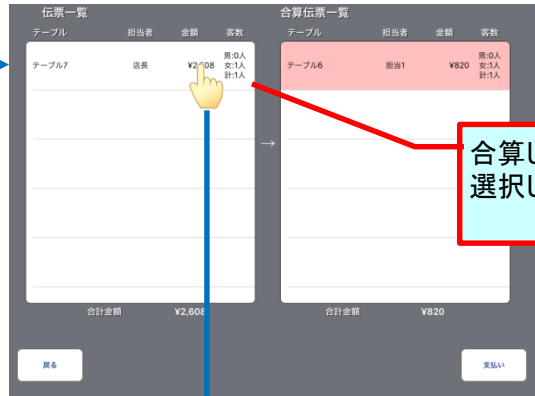 伝票一覧
テーブル 担当者 金額 客数
テーブル7 店長 ¥2,608 男:0人
女:1人
計:1人
合計金額 ¥2,608
戻る
→
合算伝票一覧
テーブル 担当者 金額 客数
テーブル6 担当1 ¥820 男:0人
女:1人
計:1人
合計金額 ¥820
支払い
合算し
選択し